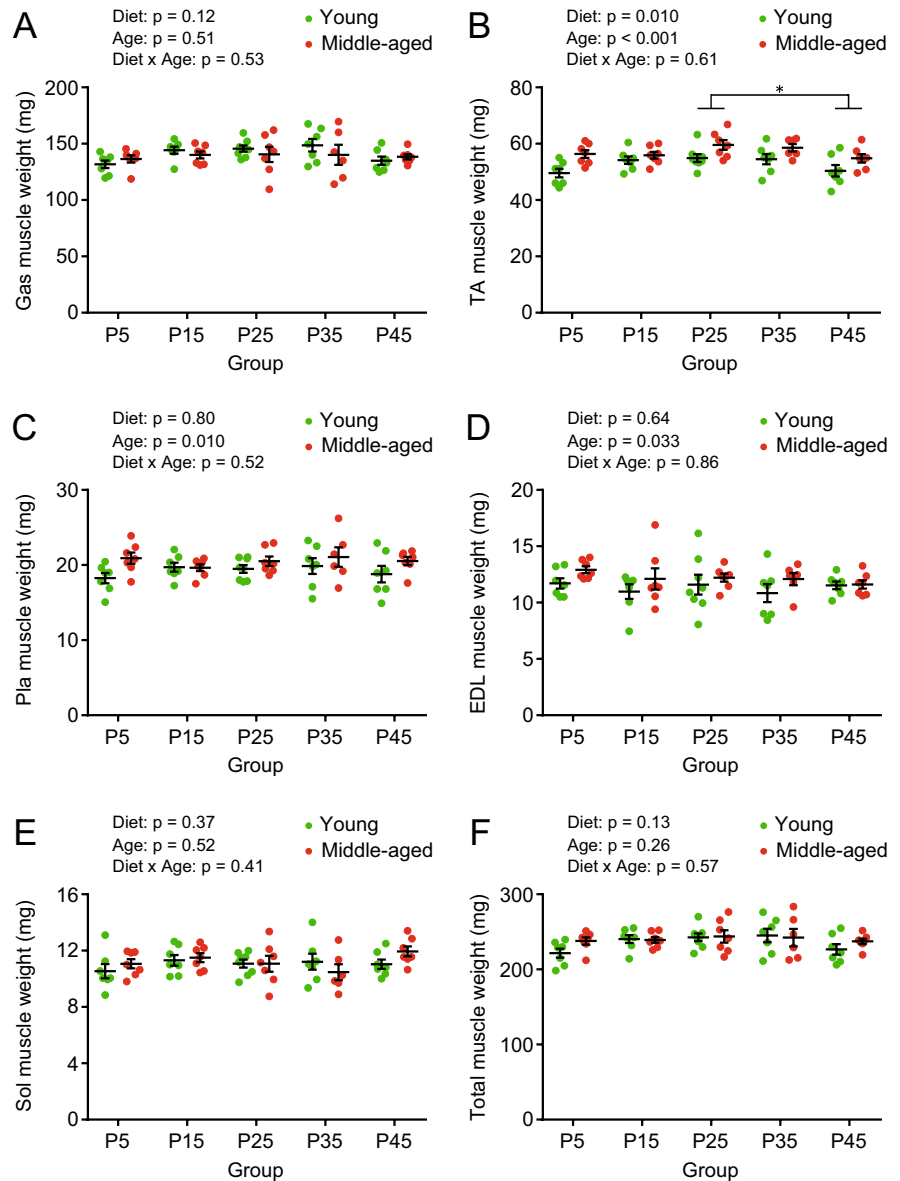 A
Diet: p = 0.12
Age: p = 0.51
Diet x Age: p = 0.53
Young
Middle-aged
Gas muscle weight (mg)
200
150
100
50
0
P5 P15 P25 P35 P45
Group
B
Diet: p = 0.010
Age: p < 0.001
Diet x Age: p = 0.61
Young
Middle-aged
*
TA muscle weight (mg)
80
60
40
20
0
P5 P15 P25 P35 P45
Group
C
Diet: p = 0.80
Age: p = 0.010
Diet x Age: p = 0.52
Young
Middle-aged
Pla muscle weight (mg)
30
20
10
0
P5 P15 P25 P35 P45
Group
D
Diet: p = 0.64
Age: p = 0.033
Diet x Age: p = 0.86
Young
Middle-aged
EDL muscle weight (mg)
20
15
10
5
0
P5 P15 P25 P35 P45
Group
E
Diet: p = 0.37
Age: p = 0.52
Diet x Age: p = 0.41
Young
Middle-aged
Sol muscle weight (mg)
16
12
8
4
0
P5 P15 P25 P35 P45
Group
F
Diet: p = 0.13
Age: p = 0.26
Diet x Age: p = 0.57
Young
Middle-aged
Total muscle weight (mg)
300
200
100
0
P5 P15 P25 P35 P45
Group